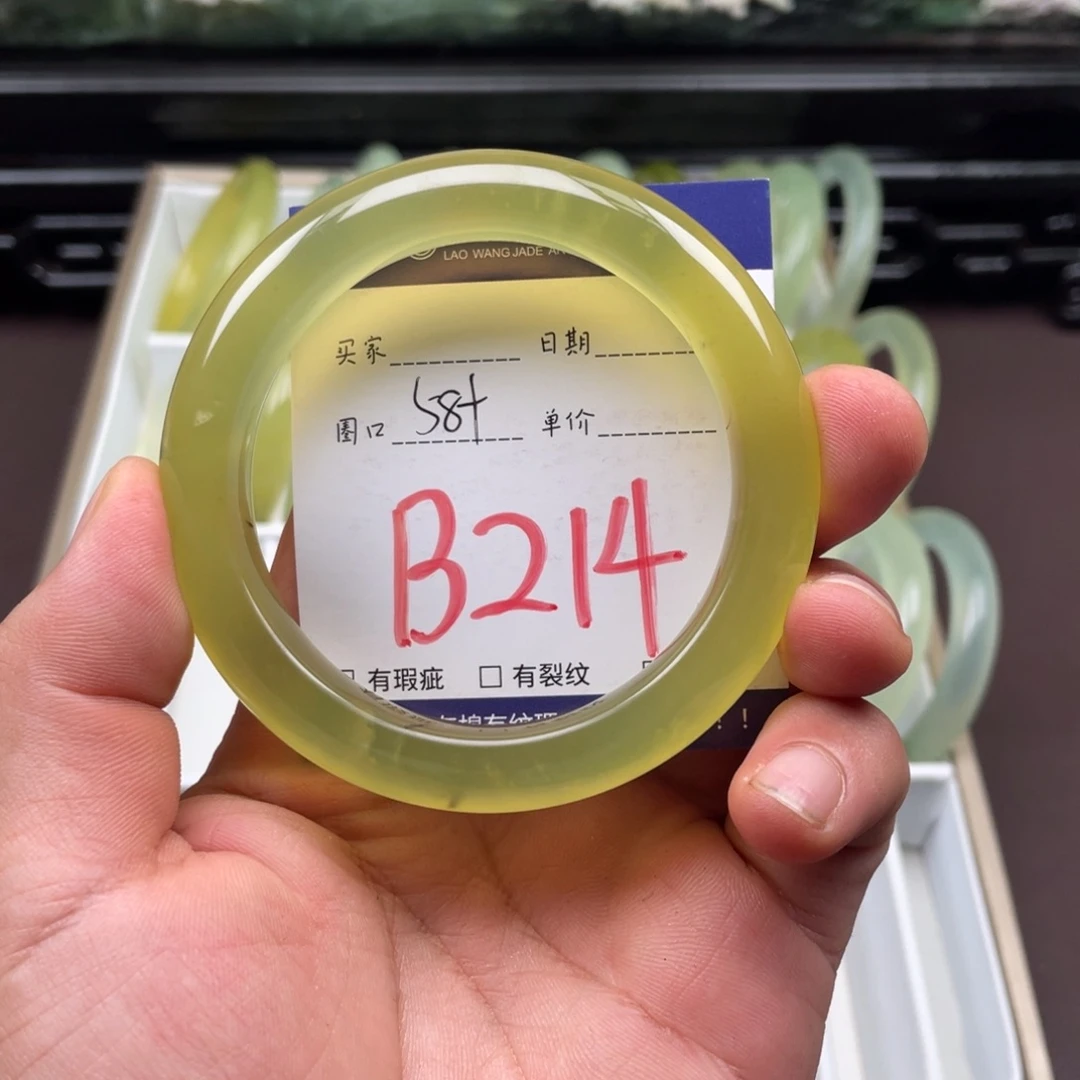 LAO WANG JADE
买家 日期
圈口 58+ 单价
B214
有瑕疵 □ 有裂纹 □
！！